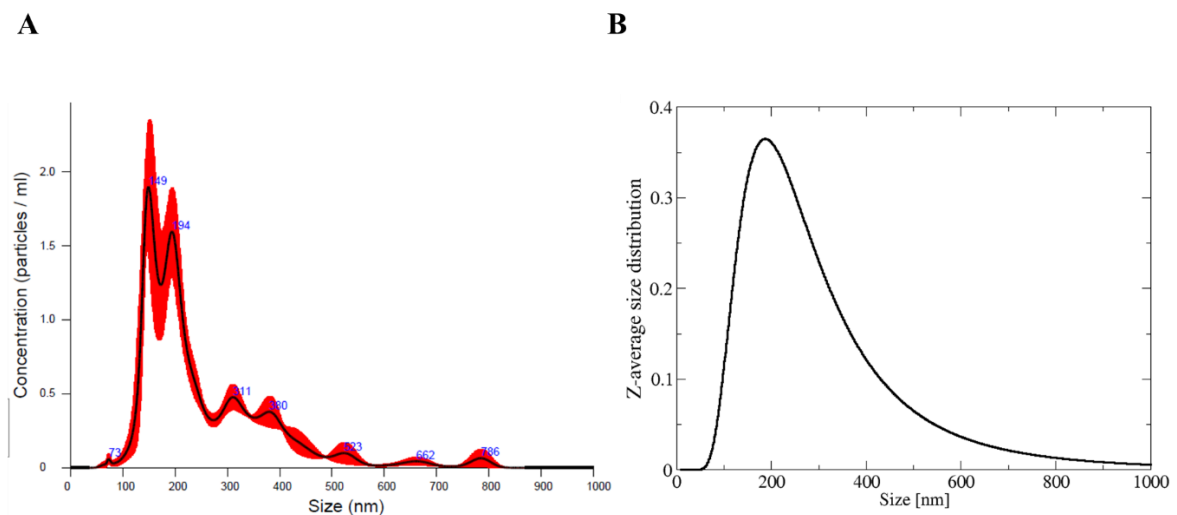 A
B
Concentration (particles / ml)
2.0
1.5
1.0
0.5
0
149
194
73
311
380
523
662
786
0 100 200 300 400 500 600 700 800 900 1000
Size (nm)
Z-average size distribution
0.4
0.3
0.2
0.1
0
0 200 400 600 800 1000
Size [nm]